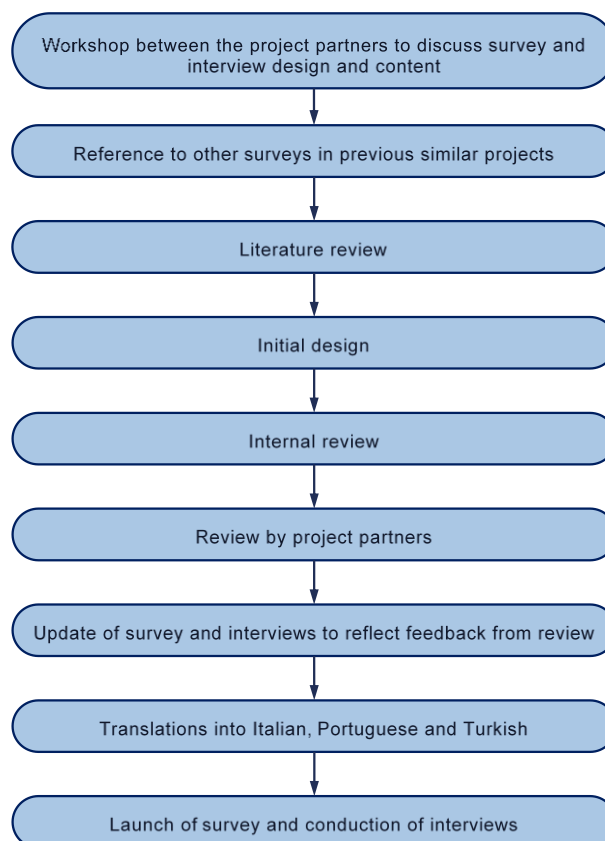 Workshop between the project partners to discuss survey and
interview design and content
Reference to other surveys in previous similar projects
Literature review
Initial design
Internal review
Review by project partners
Update of survey and interviews to reflect feedback from review
Translations into Italian, Portuguese and Turkish
Launch of survey and conduction of interviews